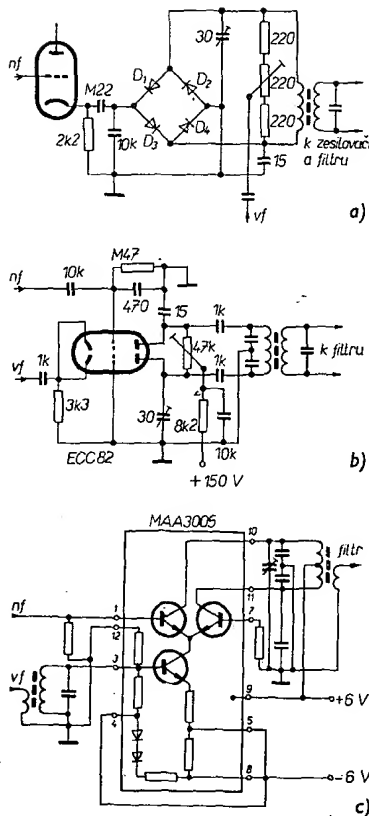 nf
M22
2k2
10k
D1
D2
D3
D4
30
220
220
220
15
vf
k zesilovači
a filtru
a)
nf
10k
M47
470
15
vf
1k
3k3
ECC82
47k
1k
1k
30
8k2
10k
+150 V
k filtru
b)
MAA3005
nf
vf
1
12
3
4
10
11
7
9
5
8
filtr
+6 V
-6 V
c)